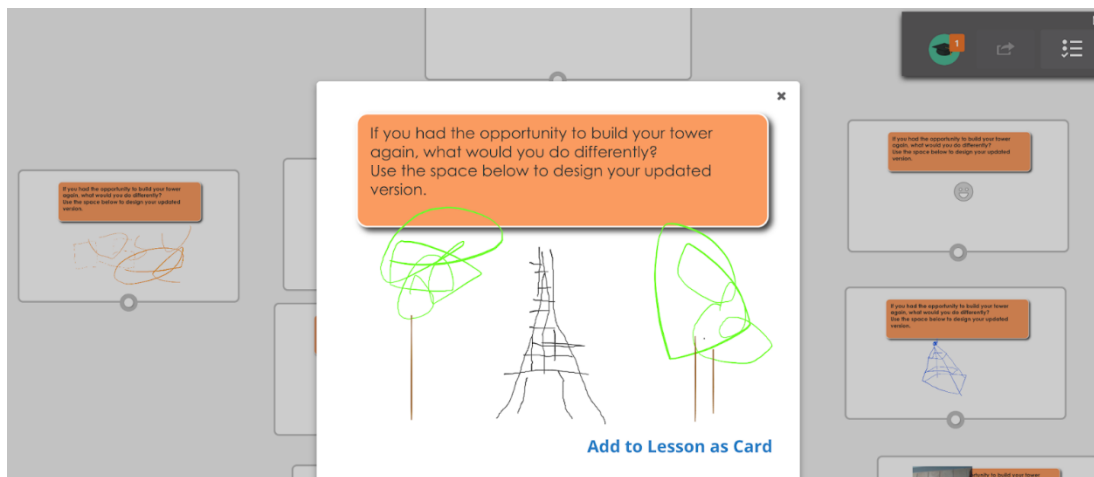 1
If you had the opportunity to build your tower
again, what would you do differently?
Use the space below to design your updated
version.
If you had the opportunity to build your tower
again, what would you do differently?
Use the space below to design your updated
version.
If you had the opportunity to build your tower
again, what would you do differently?
Use the space below to design your updated
version.
If you had the opportunity to build your tower
again, what would you do differently?
Use the space below to design your updated
version.
Add to Lesson as Card
to build your tower